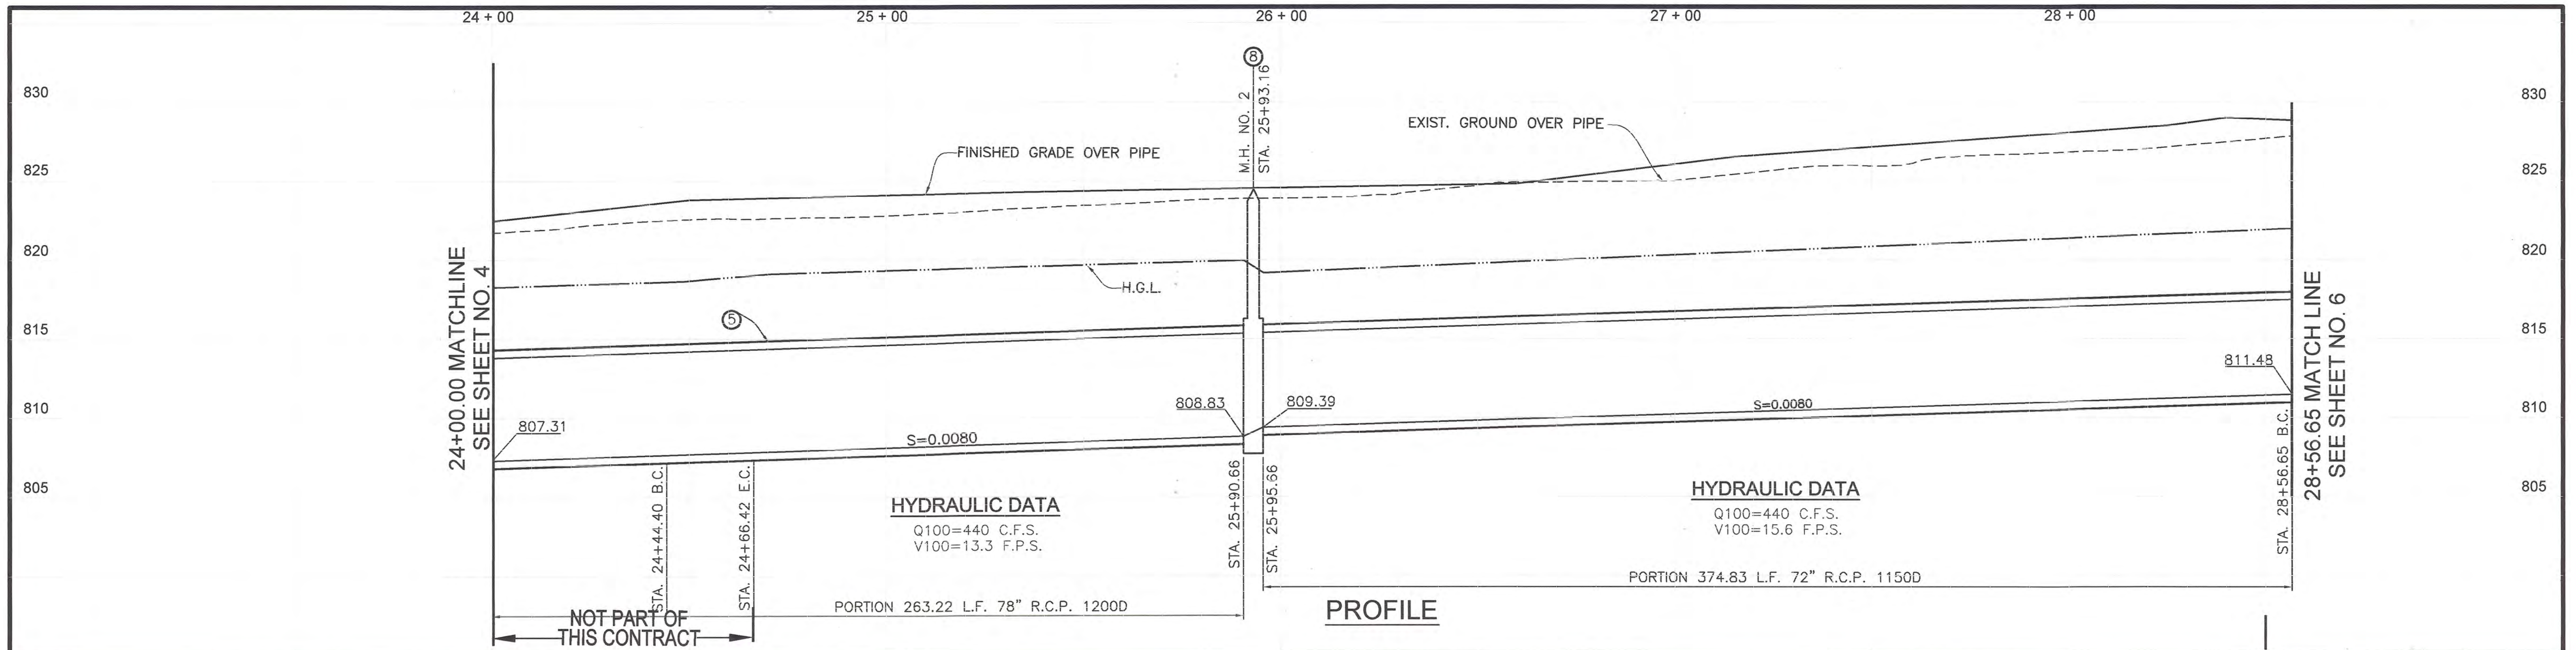 24 + 00
25 + 00
26 + 00
27 + 00
28 + 00
8
830
830
M.H. NO. 2
STA. 25+93.16
EXIST. GROUND OVER PIPE
FINISHED GRADE OVER PIPE
825
825
820
820
H.G.L.
24+00.00 MATCHLINE
SEE SHEET NO. 4
28+56.65 MATCH LINE
SEE SHEET NO. 6
5
815
815
811.48
810
810
808.83
809.39
S=0.0080
807.31
S=0.0080
805
805
STA. 24+44.40 B.C.
STA. 24+66.42 E.C.
HYDRAULIC DATA
Q100=440 C.F.S.
V100=13.3 F.P.S.
STA. 25+90.66
STA. 25+95.66
HYDRAULIC DATA
Q100=440 C.F.S.
V100=15.6 F.P.S.
STA. 28+56.65 B.C.
PORTION 374.83 L.F. 72" R.C.P. 1150D
PORTION 263.22 L.F. 78" R.C.P. 1200D
PROFILE
NOT PART OF
THIS CONTRACT